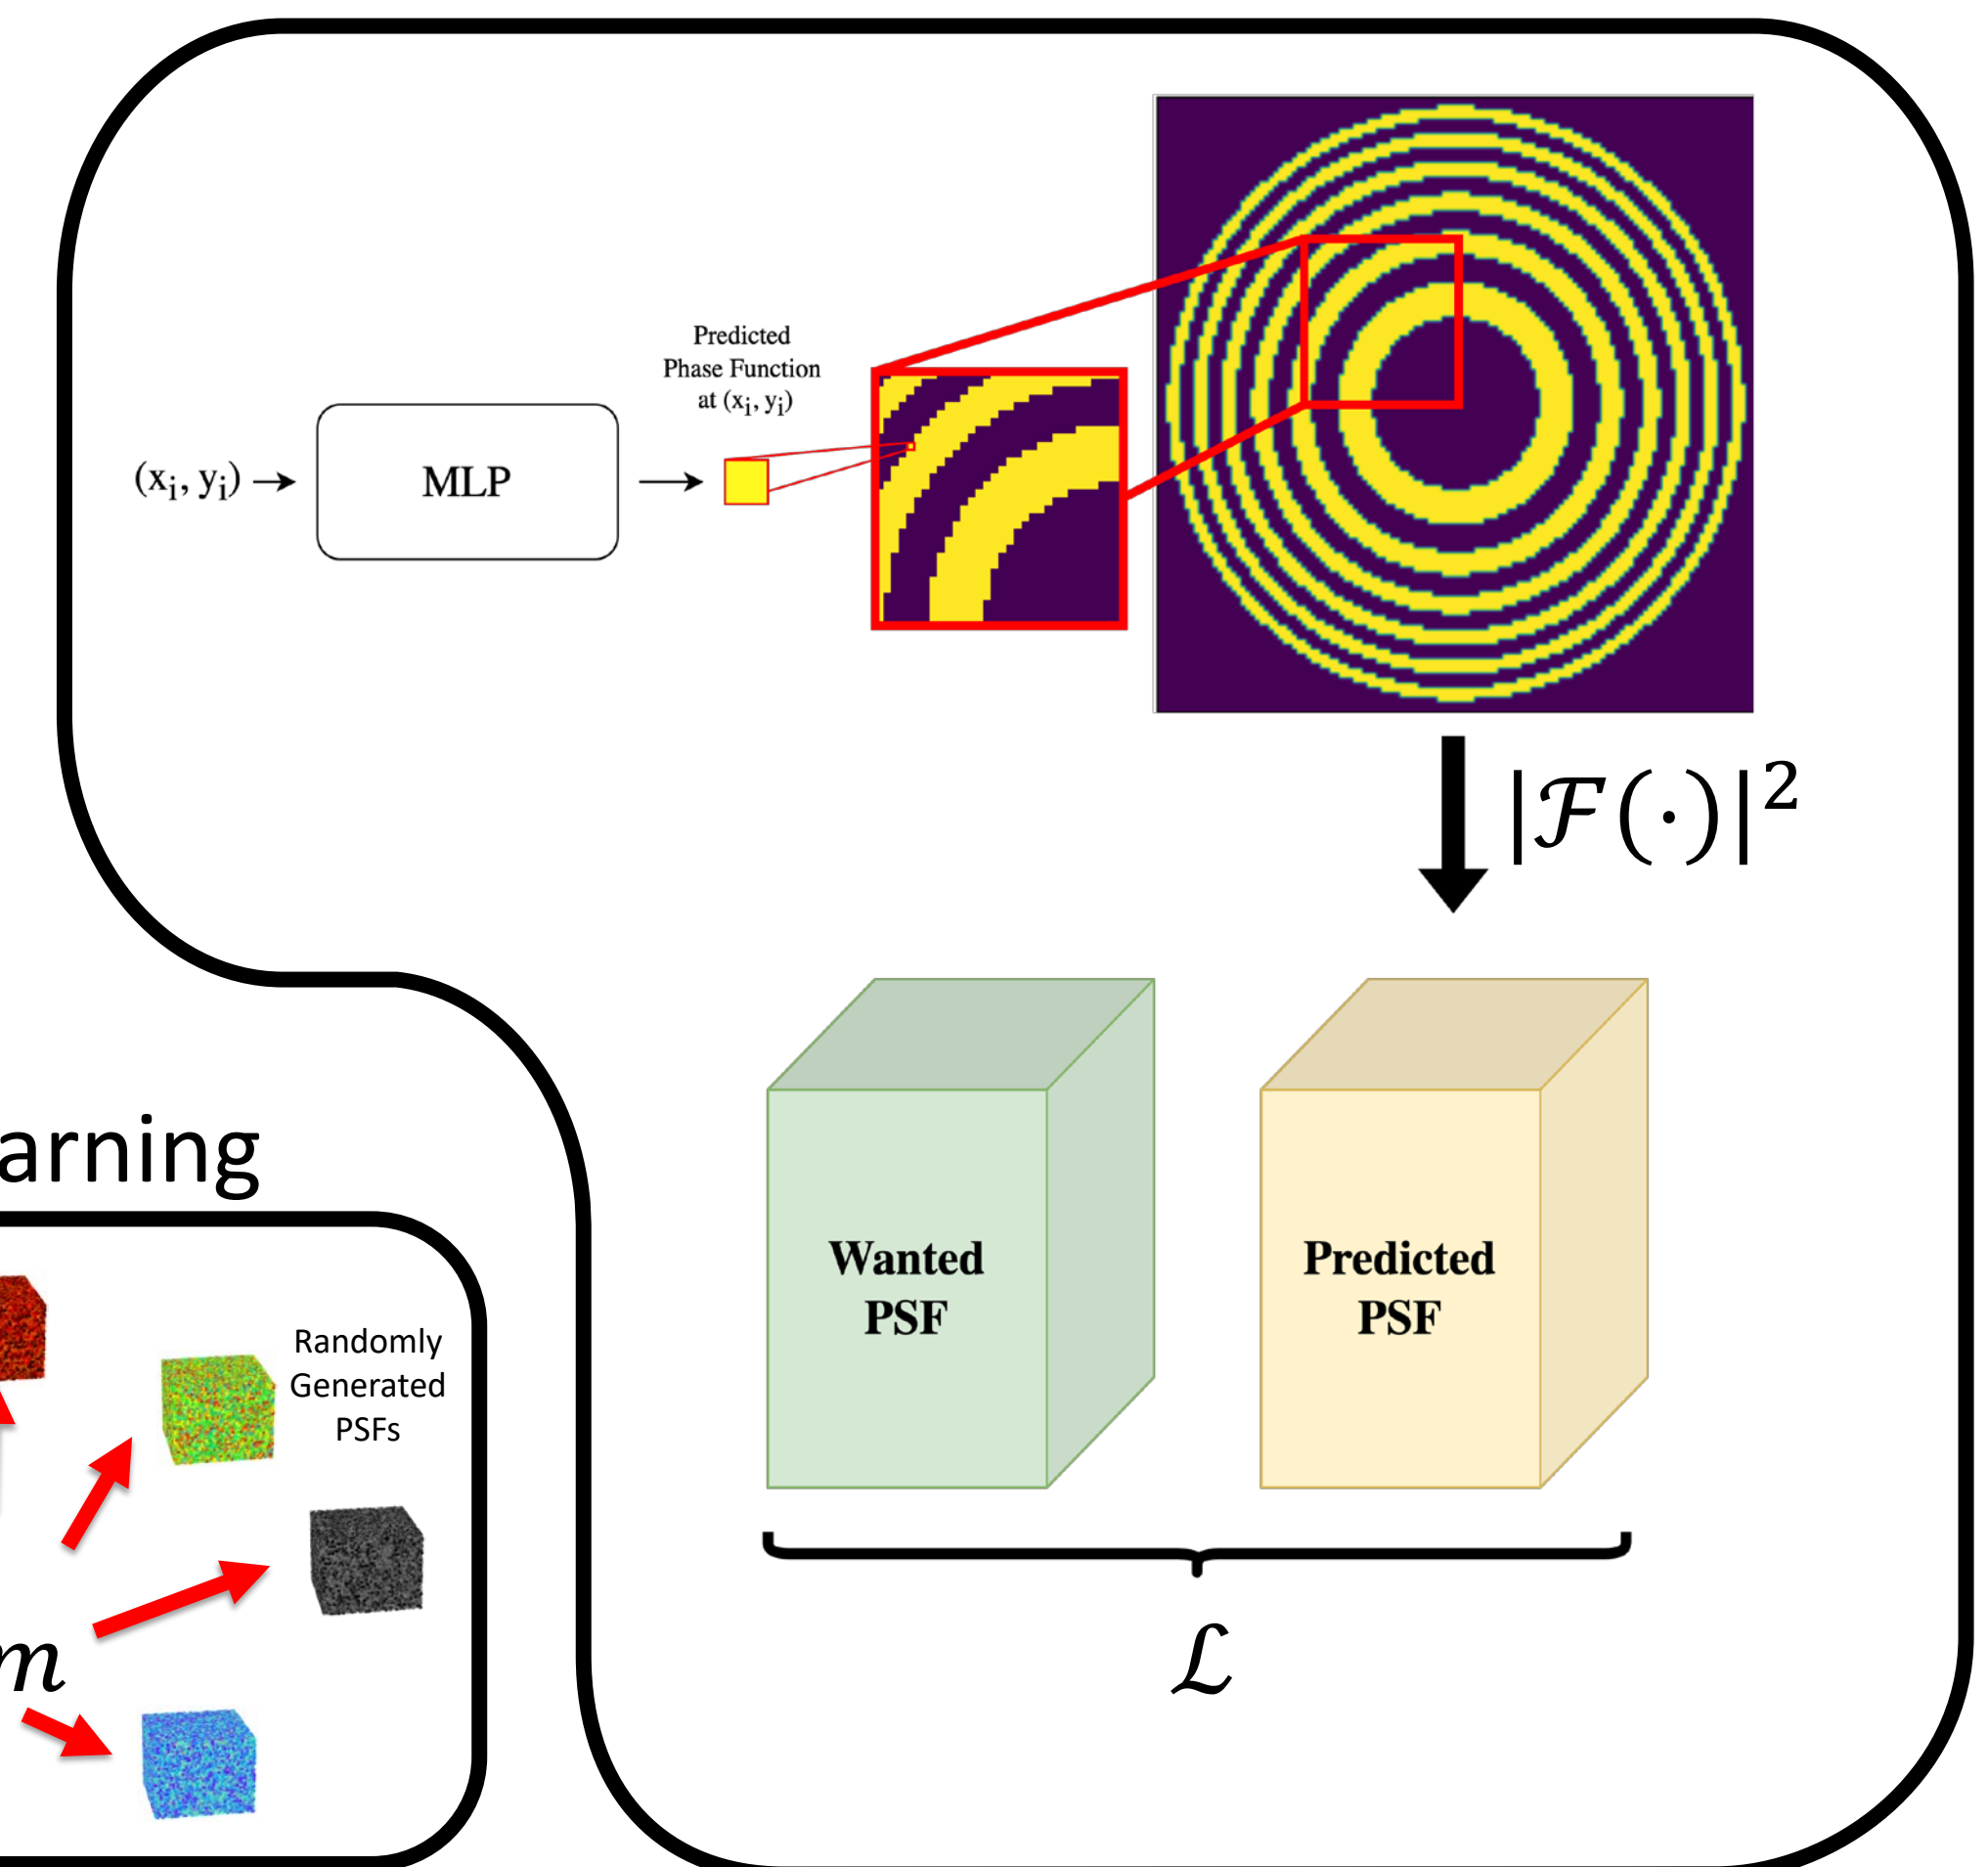 Predicted
Phase Function
at (xᵢ, yᵢ)
(xᵢ, yᵢ)
MLP
|ℱ(·)|²
Wanted
PSF
Predicted
PSF
ℒ
arning
Randomly
Generated
PSFs
m